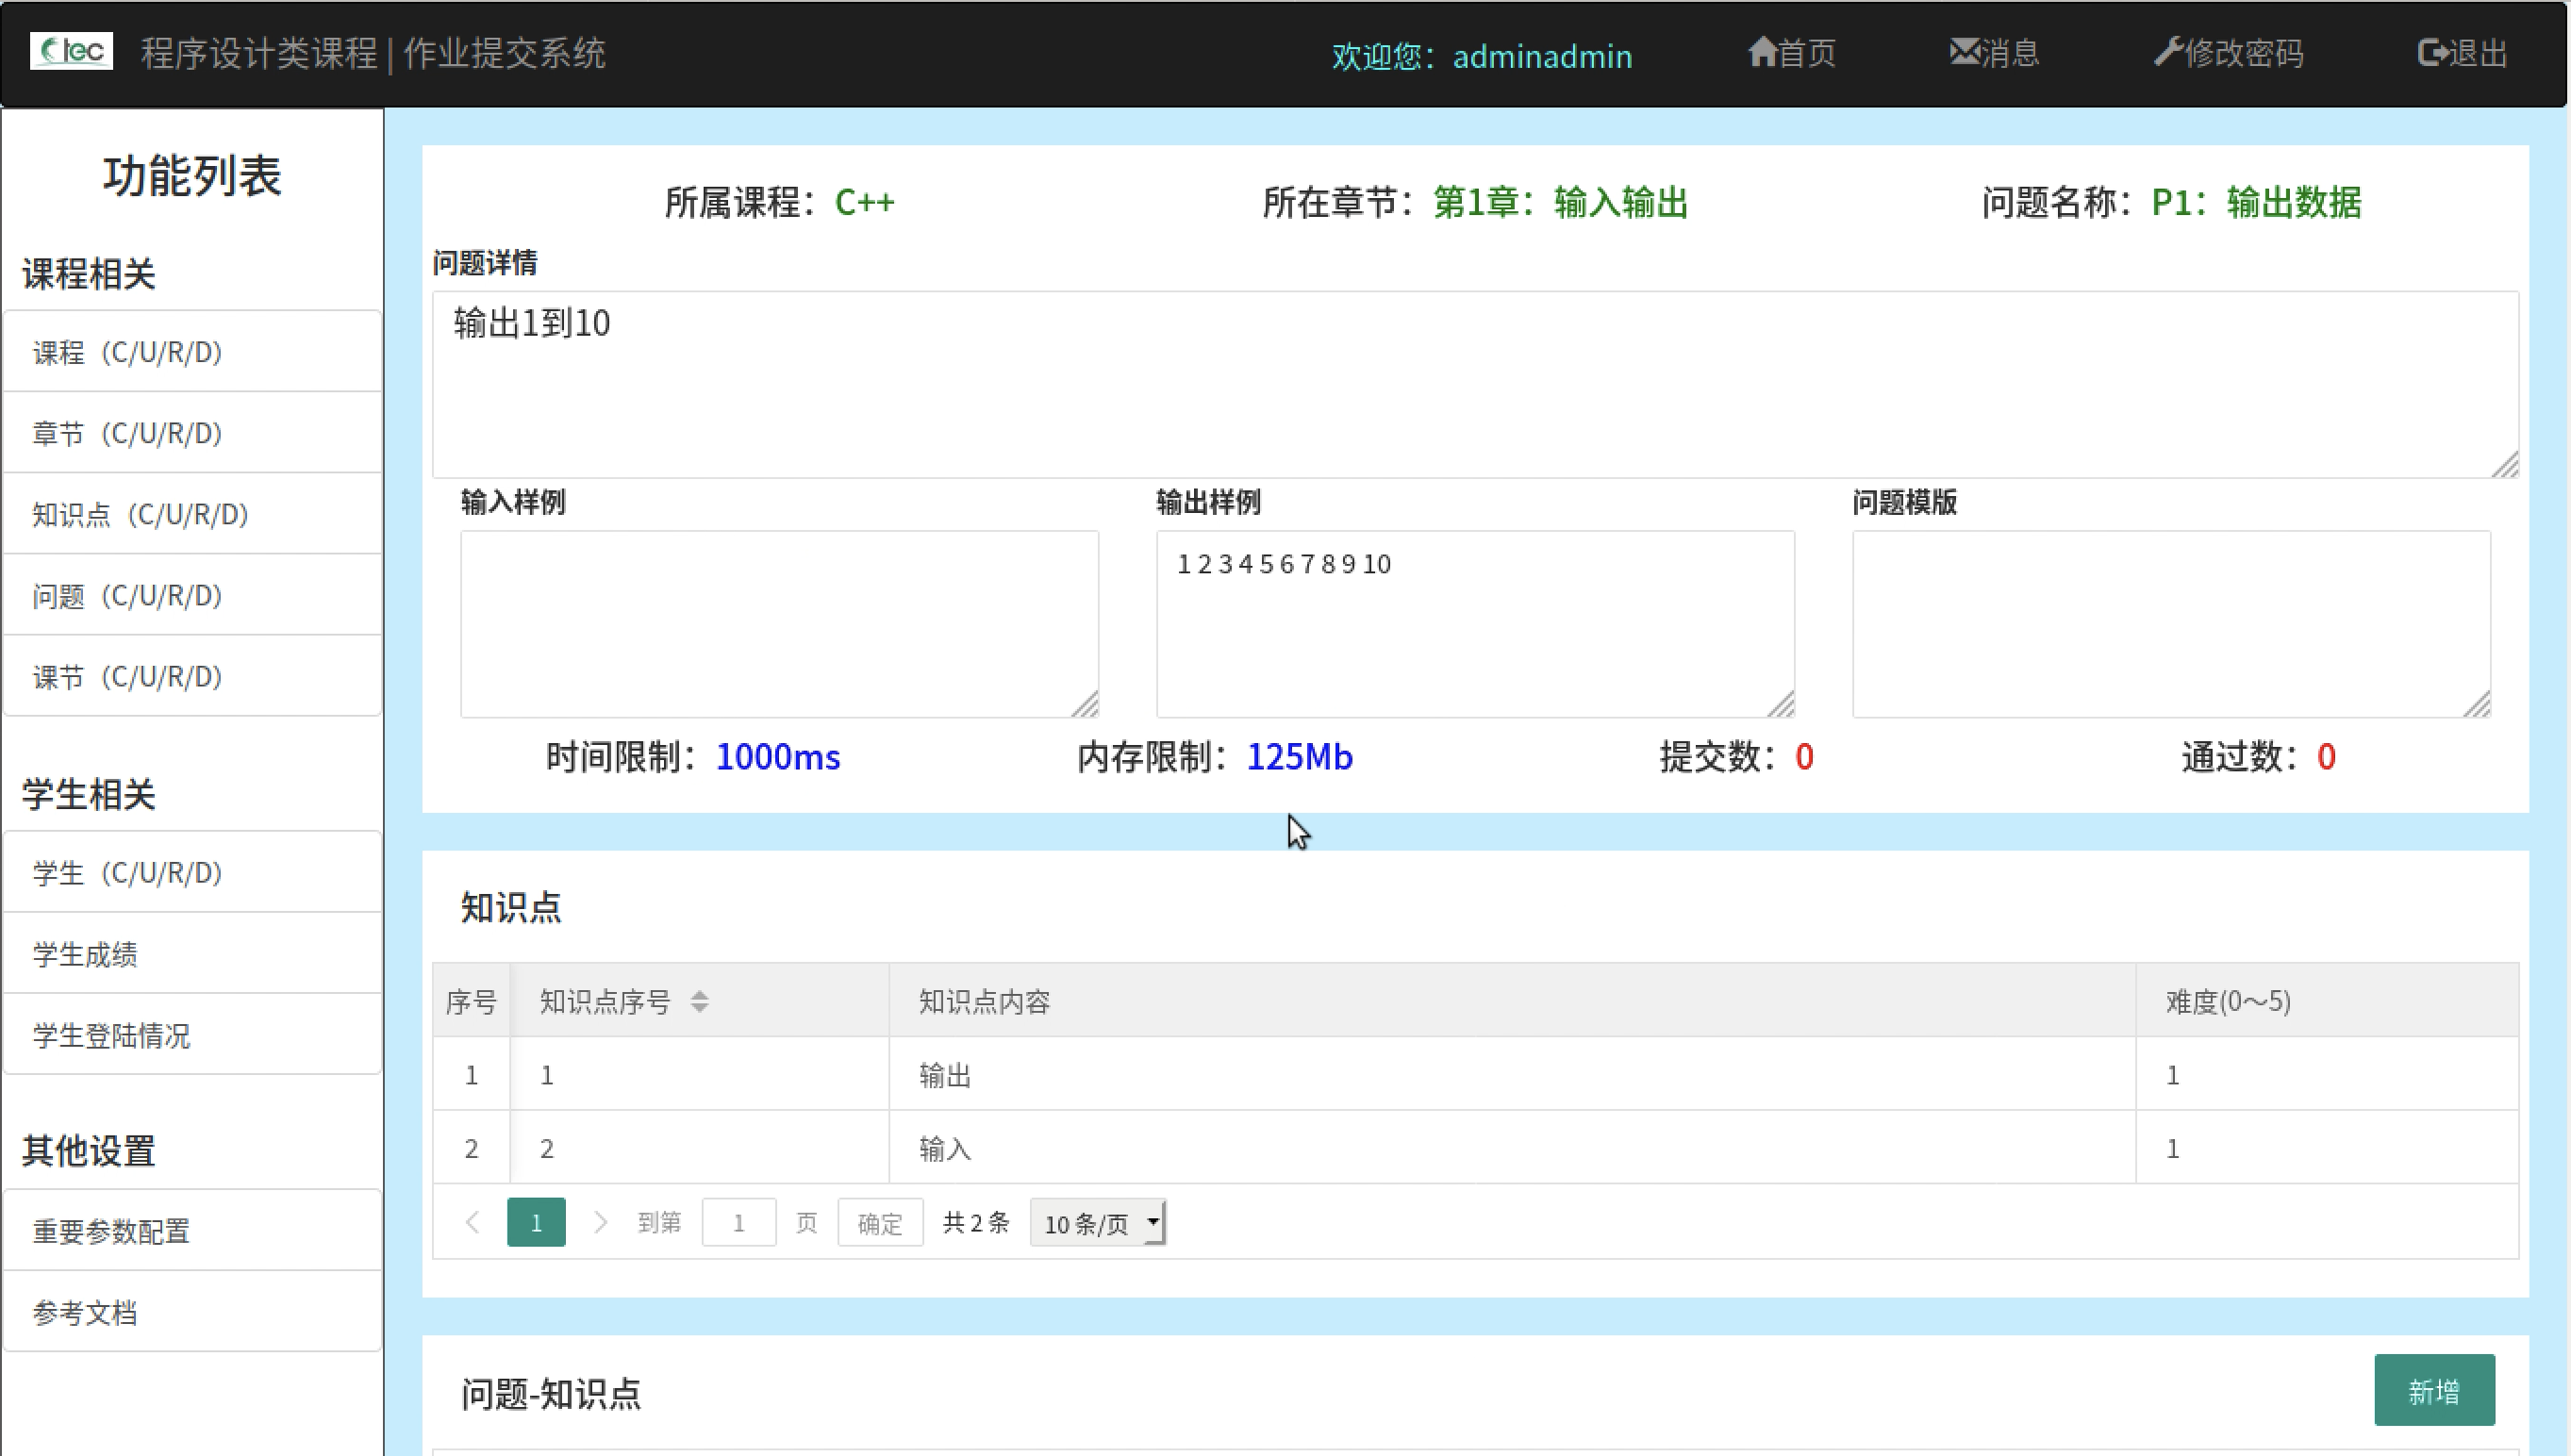 tec 程序设计类课程 | 作业提交系统 欢迎您：adminadmin 首页 消息 修改密码 退出
功能列表
课程相关
课程（C/U/R/D）
章节（C/U/R/D）
知识点（C/U/R/D）
问题（C/U/R/D）
课节（C/U/R/D）
学生相关
学生（C/U/R/D）
学生成绩
学生登陆情况
其他设置
重要参数配置
参考文档
所属课程：C++ 所在章节：第1章：输入输出 问题名称：P1：输出数据
问题详情
输出1到10
输入样例 输出样例 问题模版
1 2 3 4 5 6 7 8 9 10
时间限制：1000ms 内存限制：125Mb 提交数：0 通过数：0
知识点
序号 知识点序号 知识点内容 难度(0～5)
1 1 输出 1
2 2 输入 1
1 到第 1 页 确定 共 2 条 10 条/页
问题-知识点 新增